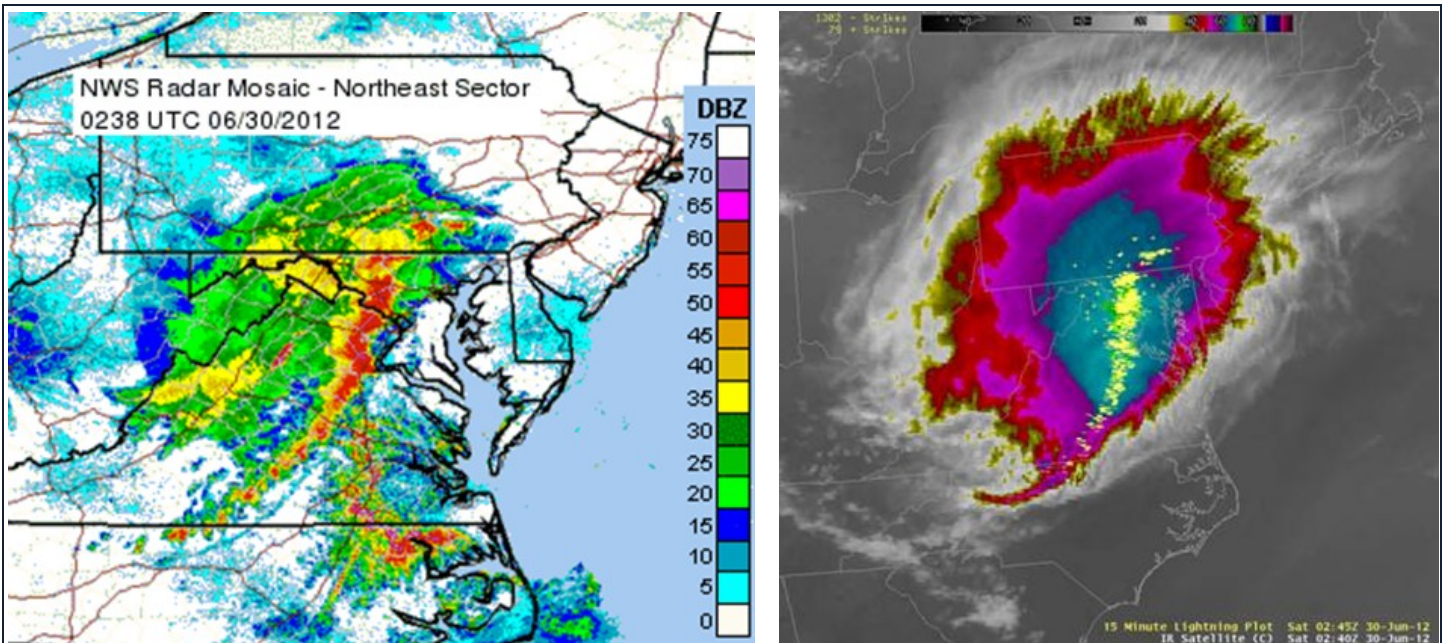 NWS Radar Mosaic - Northeast Sector
0238 UTC 06/30/2012
DBZ
75
70
65
60
55
50
45
40
35
30
25
20
15
10
5
0
1302 - Strikes
79 + Strikes
15 Minute Lightning Plot Sat 02:45Z 30-Jun-12
IR Satellite (CC) Sat 02:40Z 30-Jun-12